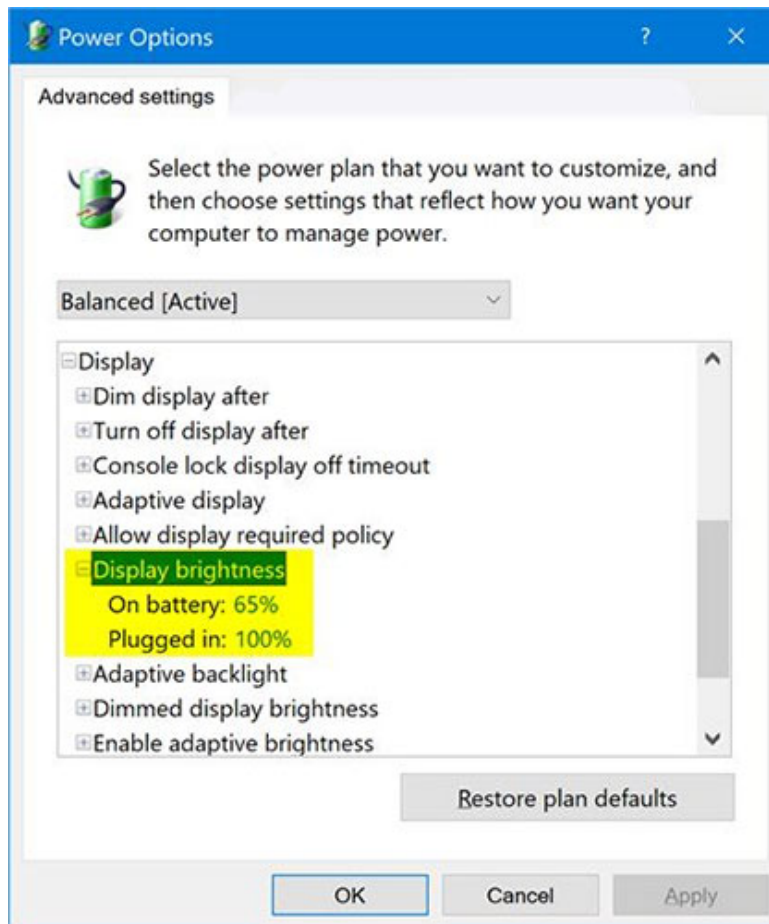 Power Options
?
Advanced settings
Select the power plan that you want to customize, and
then choose settings that reflect how you want your
computer to manage power.
Balanced [Active]
Display
Dim display after
Turn off display after
Console lock display off timeout
Adaptive display
Allow display required policy
Display brightness
On battery: 65%
Plugged in: 100%
Adaptive backlight
Dimmed display brightness
Enable adaptive brightness
Restore plan defaults
OK Cancel Apply